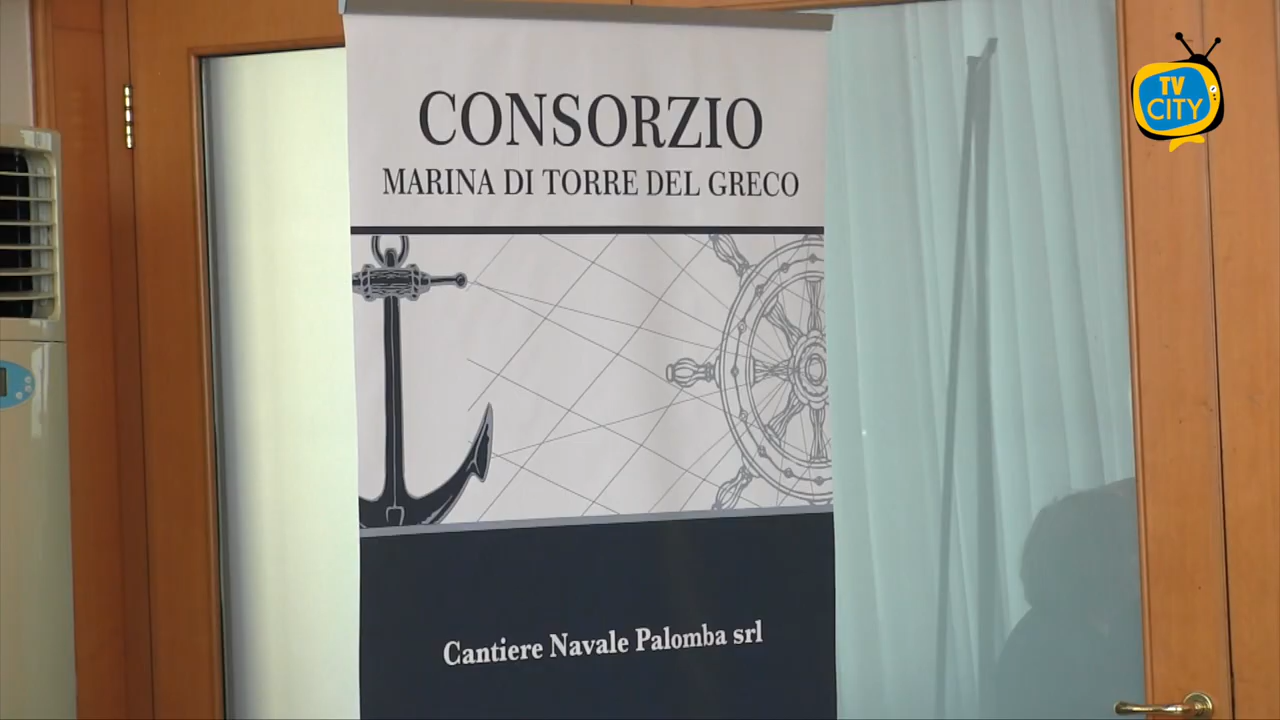 CONSORZIO
MARINA DI TORRE DEL GRECO
Cantiere Navale Palomba srl
TV
CITY